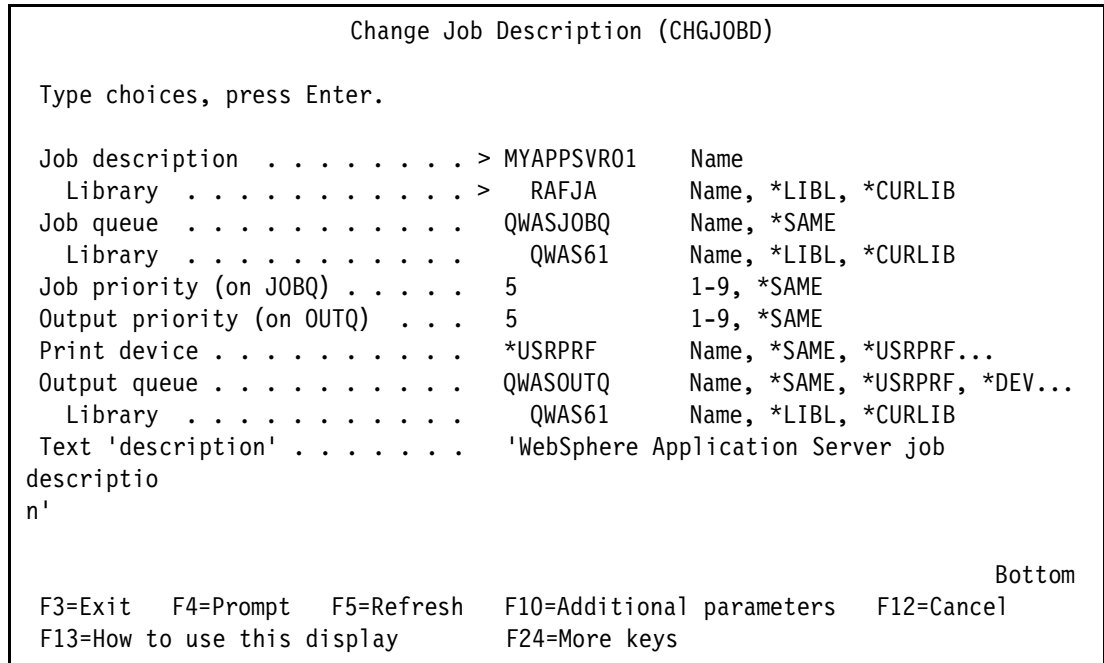 Change Job Description (CHGJOBD)
Type choices, press Enter.
Job description . . . . . . . . > MYAPPSVR01 Name
Library . . . . . . . . . . . > RAFJA Name, *LIBL, *CURLIB
Job queue . . . . . . . . . . . QWASJOBQ Name, *SAME
Library . . . . . . . . . . . QWAS61 Name, *LIBL, *CURLIB
Job priority (on JOBQ) . . . . . 5 1-9, *SAME
Output priority (on OUTQ) . . . 5 1-9, *SAME
Print device . . . . . . . . . . *USRPRF Name, *SAME, *USRPRF...
Output queue . . . . . . . . . . QWASOUTQ Name, *SAME, *USRPRF, *DEV...
Library . . . . . . . . . . . QWAS61 Name, *LIBL, *CURLIB
Text 'description' . . . . . . . 'WebSphere Application Server job
descriptio
n'
Bottom
F3=Exit F4=Prompt F5=Refresh F10=Additional parameters F12=Cancel
F13=How to use this display F24=More keys